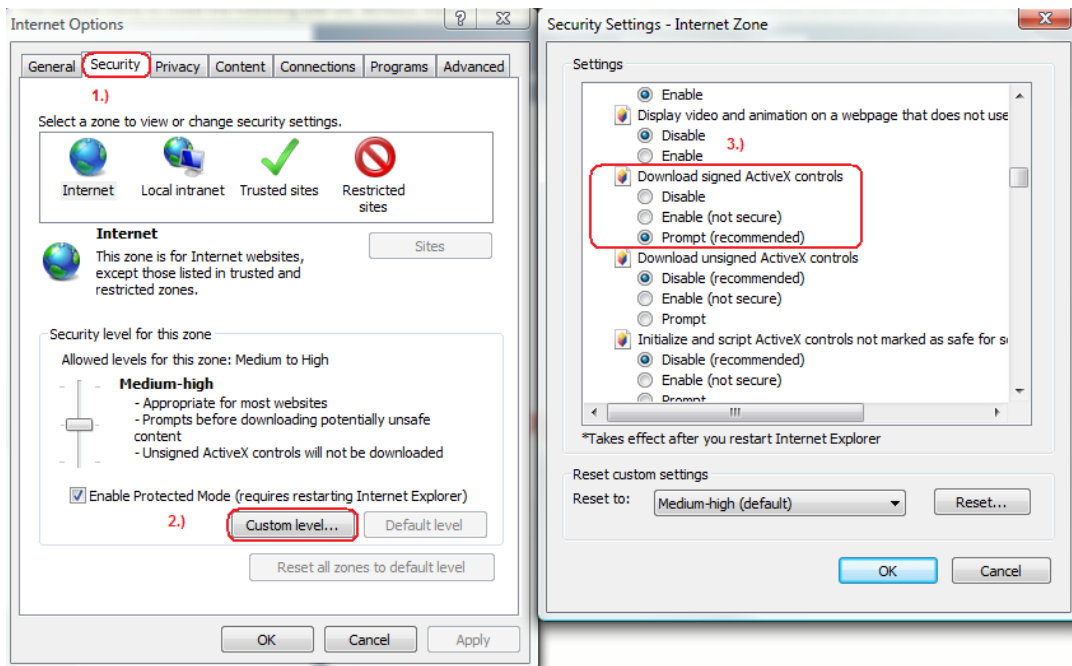 Internet Options
General Security Privacy Content Connections Programs Advanced
1.)
Select a zone to view or change security settings.
Internet Local intranet Trusted sites Restricted
sites
Internet
This zone is for Internet websites,
except those listed in trusted and
restricted zones.
Sites
Security level for this zone
Allowed levels for this zone: Medium to High
Medium-high
- Appropriate for most websites
- Prompts before downloading potentially unsafe
content
- Unsigned ActiveX controls will not be downloaded
Enable Protected Mode (requires restarting Internet Explorer)
2.)
Custom level... Default level
Reset all zones to default level
OK Cancel Apply
Security Settings - Internet Zone
Settings
Enable
Display video and animation on a webpage that does not use
Disable
3.)
Enable
Download signed ActiveX controls
Disable
Enable (not secure)
Prompt (recommended)
Download unsigned ActiveX controls
Disable (recommended)
Enable (not secure)
Prompt
Initialize and script ActiveX controls not marked as safe for s
Disable (recommended)
Enable (not secure)
Prompt
*Takes effect after you restart Internet Explorer
Reset custom settings
Reset to: Medium-high (default) Reset...
OK Cancel